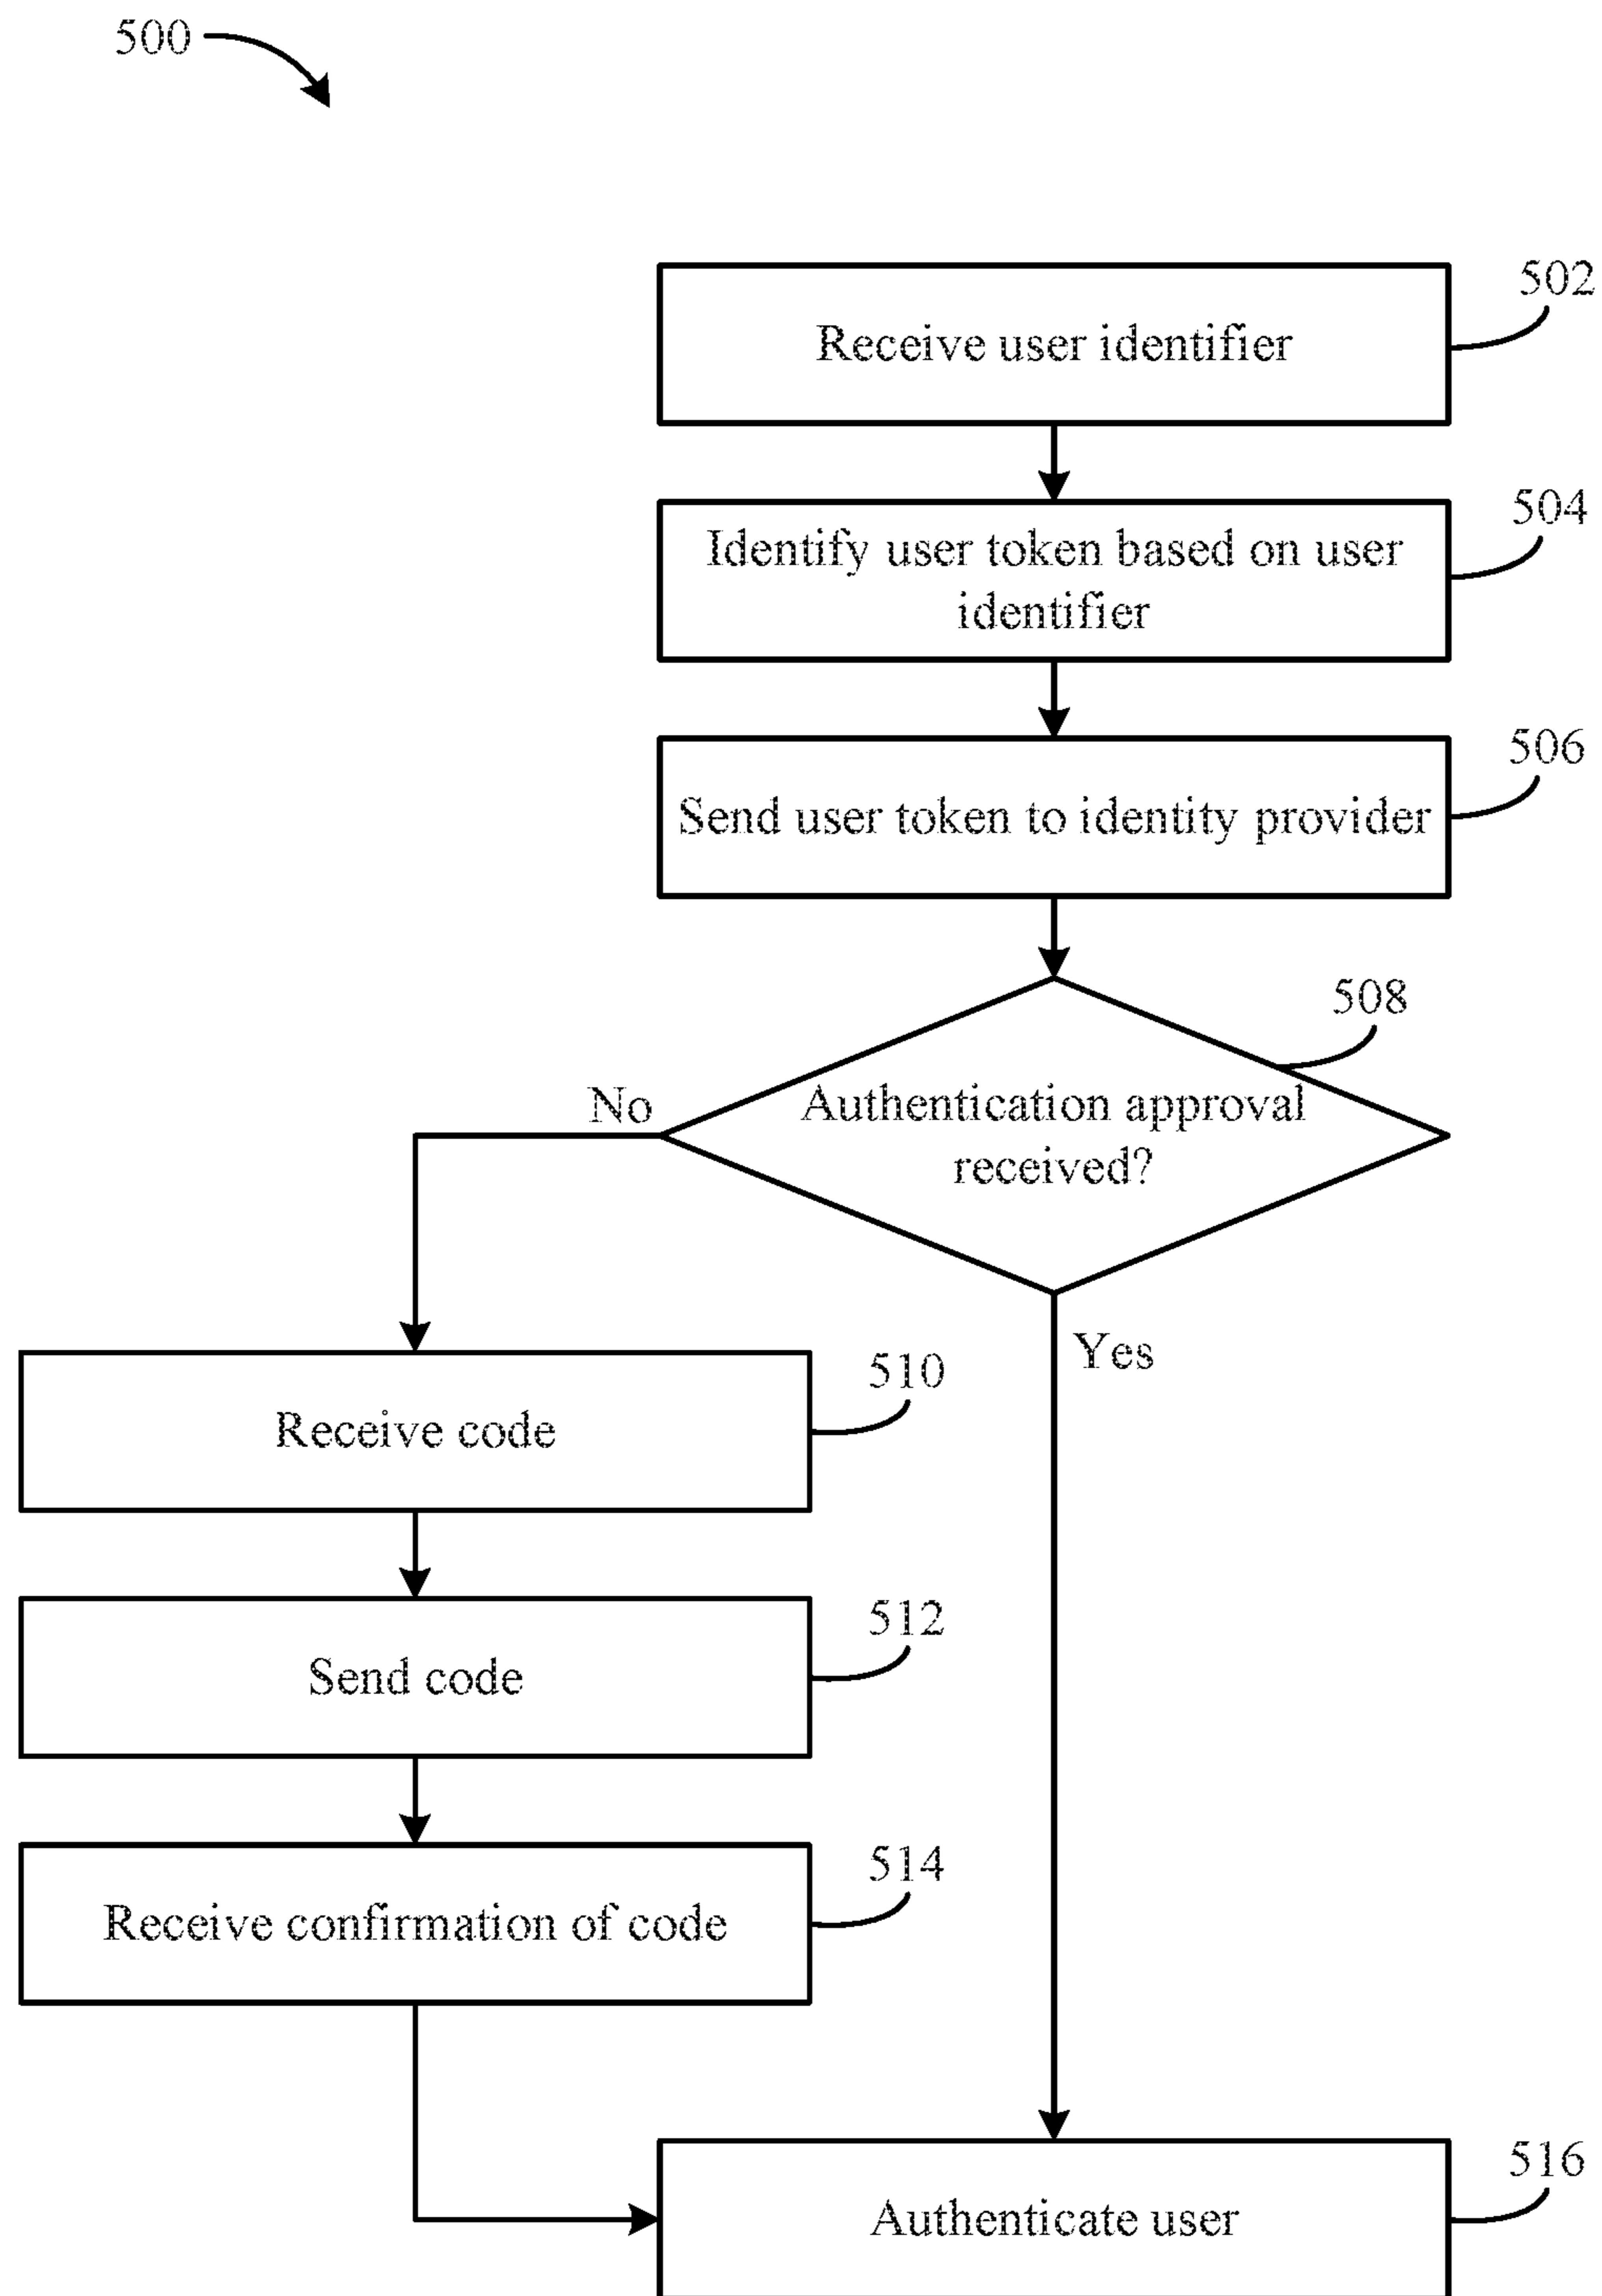 500
502
Receive user identifier
504
Identify user token based on user
identifier
506
Send user token to identity provider
508
Authentication approval
received?
No
Yes
510
Receive code
512
Send code
514
Receive confirmation of code
516
Authenticate user